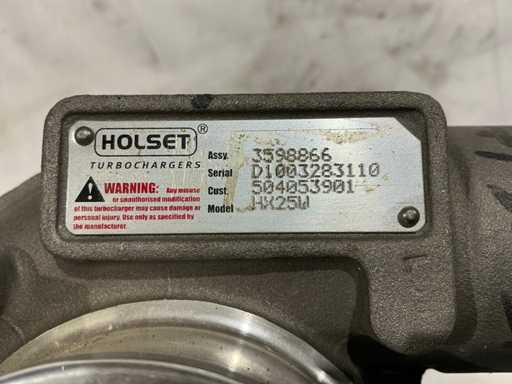 HOLSET®
TURBOCHARGERS
Assy. 3598866
Serial D1003283110
Cust. 504053901
Model HX25W
WARNING: Any misuse
or unauthorised modification
of this turbocharger may cause damage or
personal injury. Use only as specified by
the manufacturer.